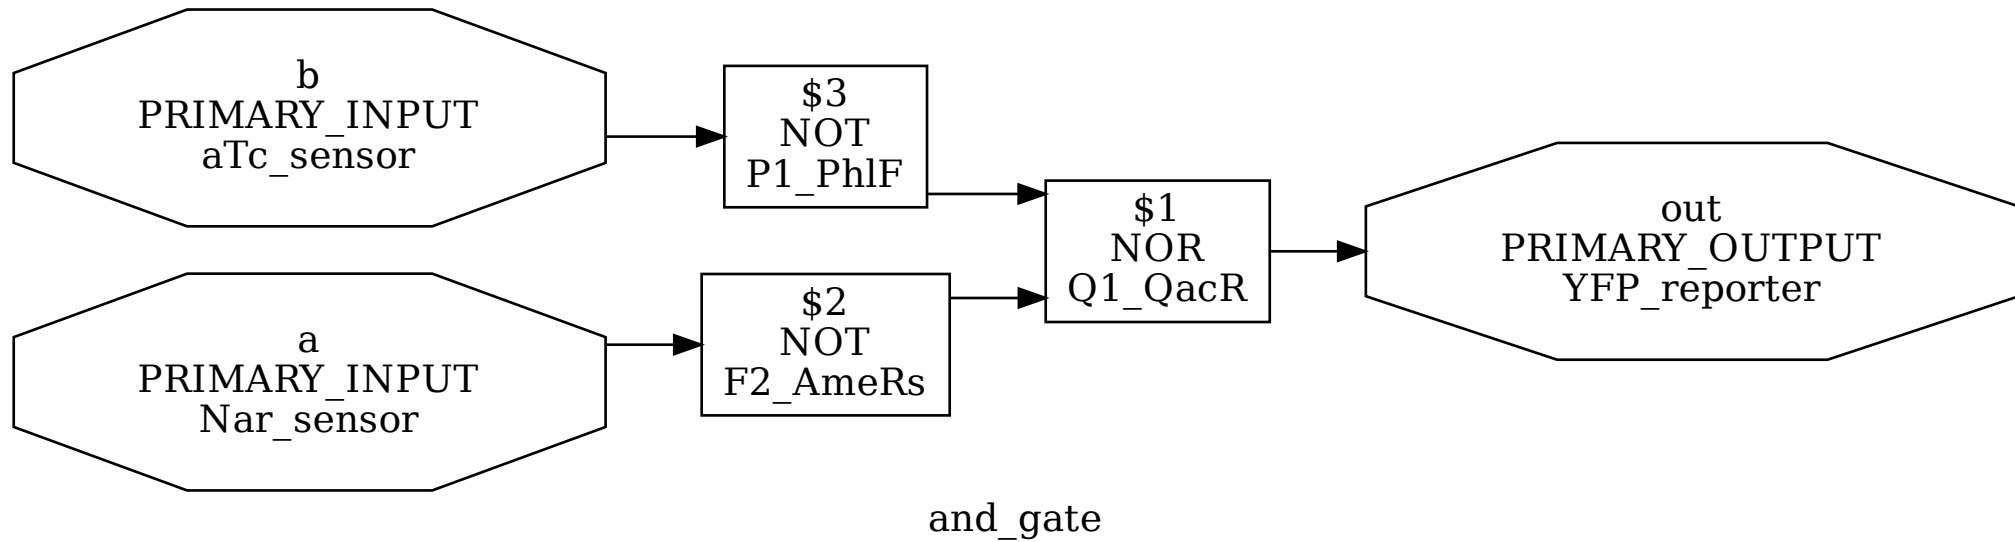 b
PRIMARY_INPUT
aTc_sensor
$3
NOT
P1_PhlF
a
PRIMARY_INPUT
Nar_sensor
$2
NOT
F2_AmeRs
$1
NOR
Q1_QacR
out
PRIMARY_OUTPUT
YFP_reporter
and_gate